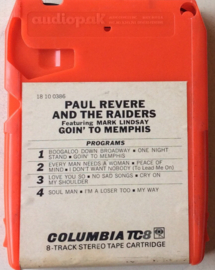 audiopak
18 10 0366
PAUL REVERE
AND THE RAIDERS
Featuring MARK LINDSAY
GOIN' TO MEMPHIS
PROGRAMS
1 BOOGALOO DOWN BROADWAY • ONE NIGHT
STAND • GOIN' TO MEMPHIS
2 EVERY MAN NEEDS A WOMAN • PEACE OF
MIND • I DON'T WANT NOBODY (To Lead Me On)
3 LOVE YOU SO • NO SAD SONGS • CRY ON
MY SHOULDER
4 SOUL MAN • I'M A LOSER TOO • MY WAY
COLUMBIA TC8
8-TRACK STEREO TAPE CARTRIDGE